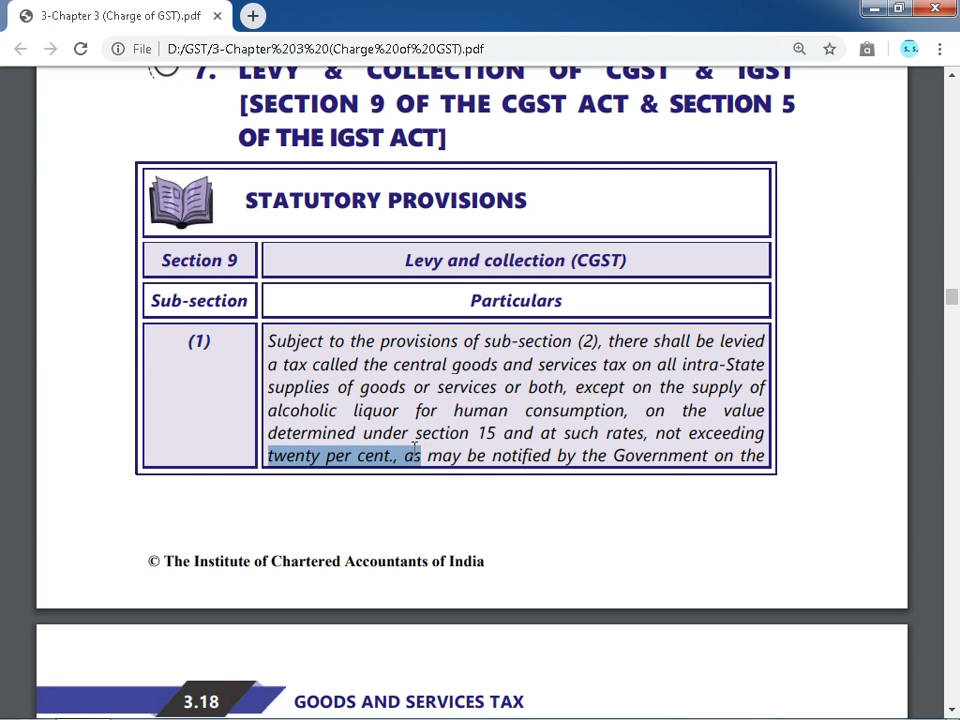 3-Chapter 3 (Charge of GST).pdf
File D:/GST/3-Chapter%203%20(Charge%20of%20GST).pdf
s. s.
7. LEVY & COLLECTION OF CGST & IGST
[SECTION 9 OF THE CGST ACT & SECTION 5
OF THE IGST ACT]
STATUTORY PROVISIONS
Section 9 Levy and collection (CGST)
Sub-section Particulars
(1) Subject to the provisions of sub-section (2), there shall be levied
a tax called the central goods and services tax on all intra-State
supplies of goods or services or both, except on the supply of
alcoholic liquor for human consumption, on the value
determined under section 15 and at such rates, not exceeding
twenty per cent., as may be notified by the Government on the
© The Institute of Chartered Accountants of India
3.18 GOODS AND SERVICES TAX